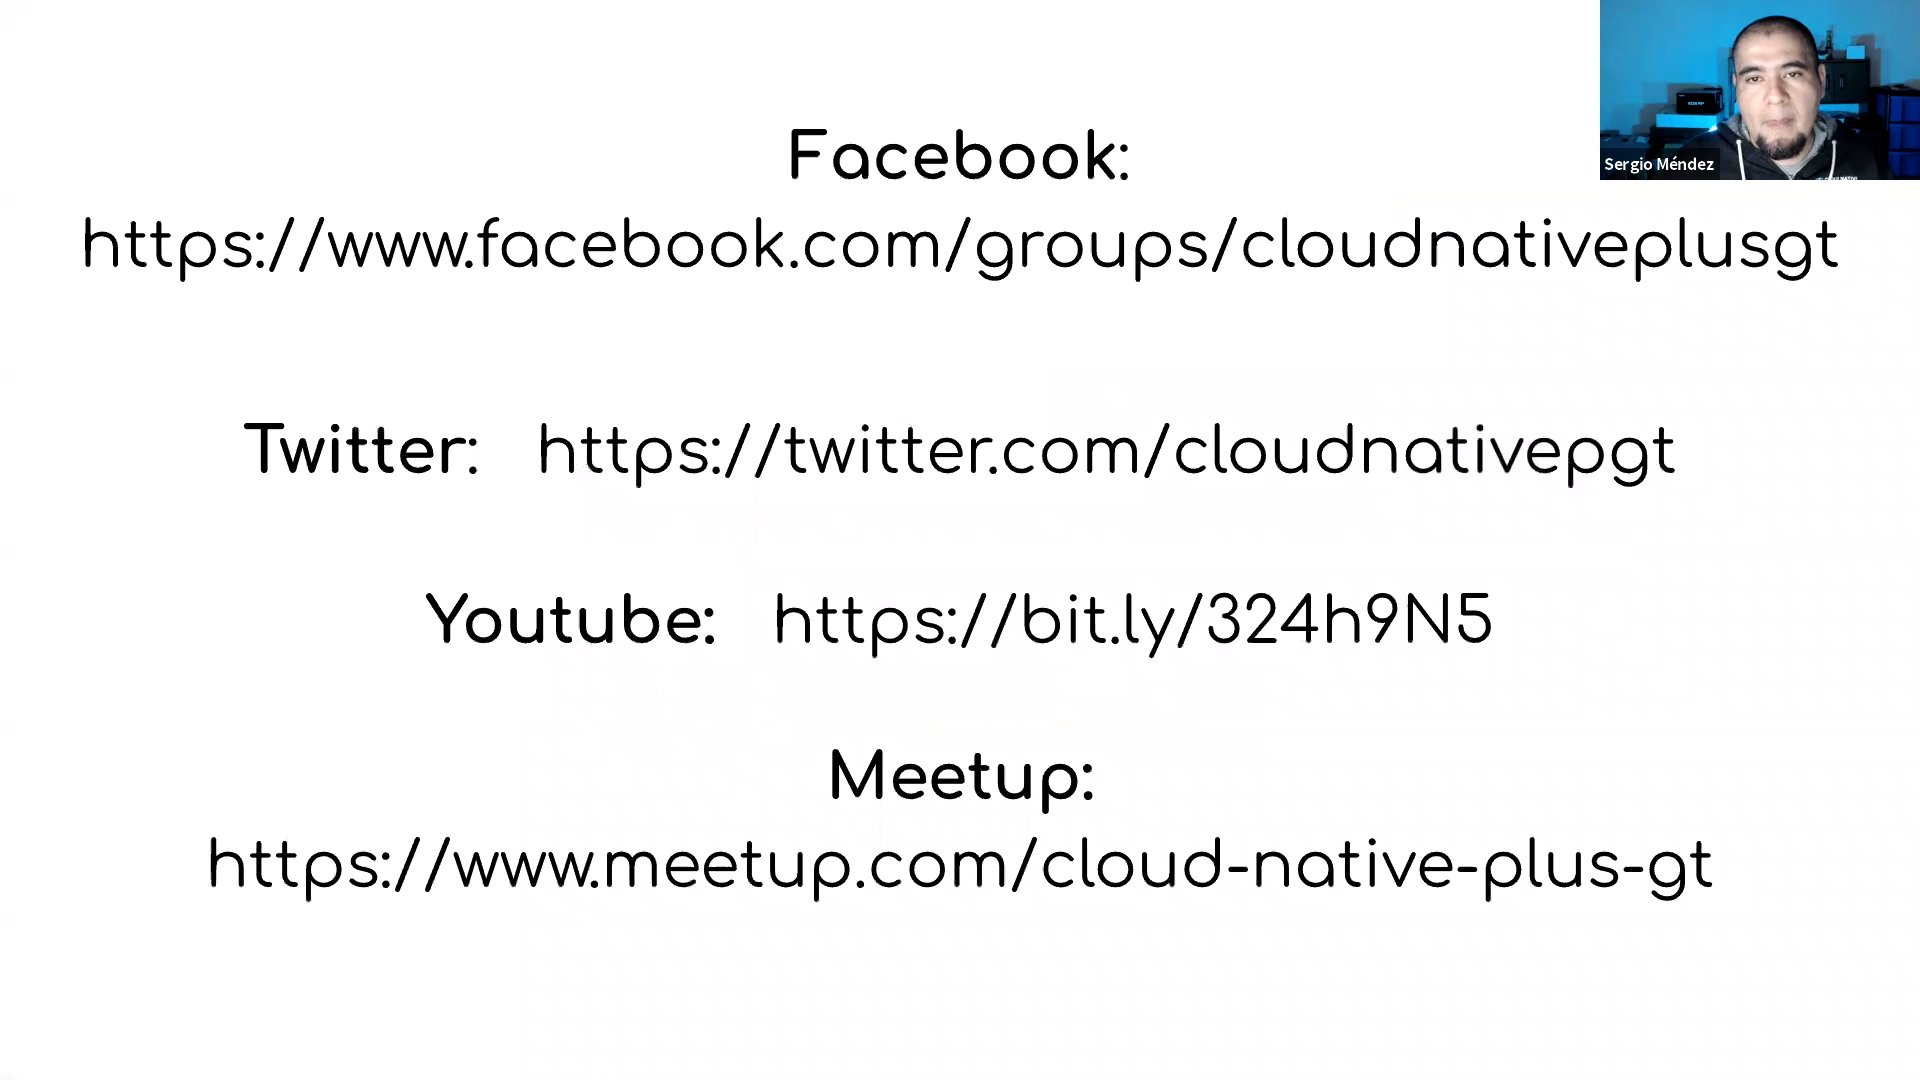 Facebook:
https://www.facebook.com/groups/cloudnativeplusgt
Twitter: https://twitter.com/cloudnativepgt
Youtube: https://bit.ly/324h9N5
Meetup:
https://www.meetup.com/cloud-native-plus-gt
Sergio Méndez